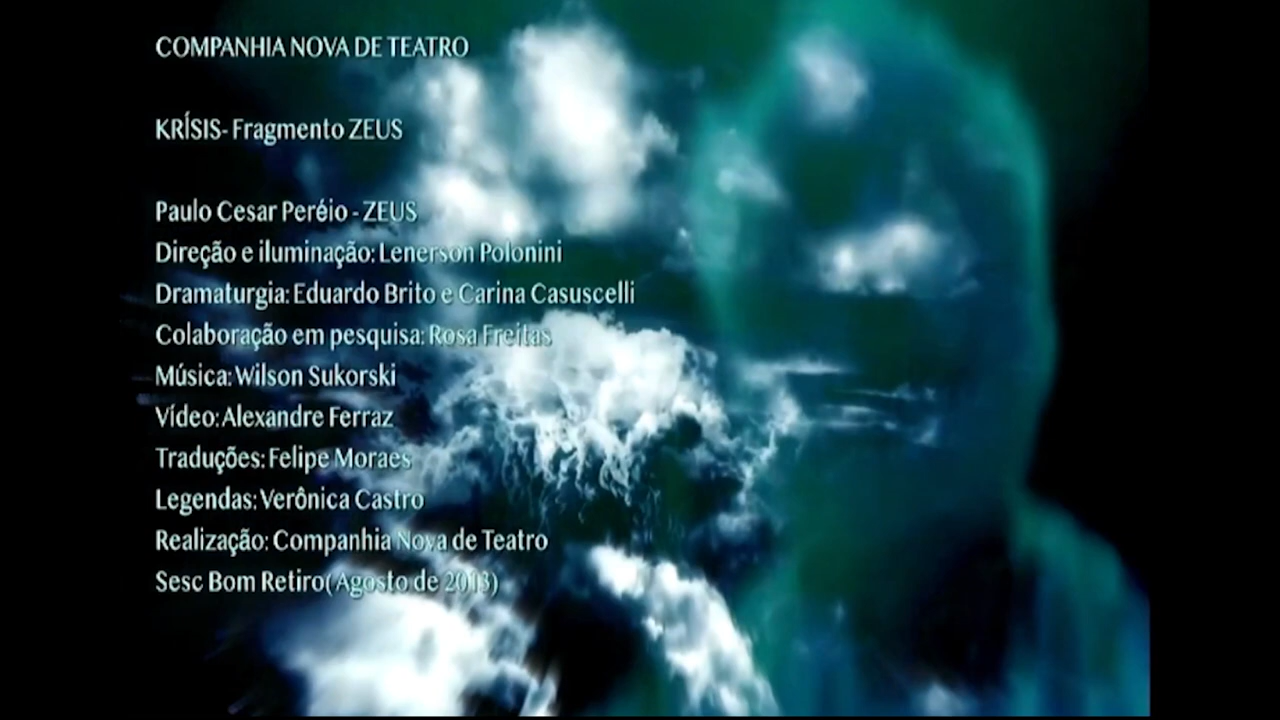 COMPANHIA NOVA DE TEATRO
KRÍSIS- Fragmento ZEUS
Paulo Cesar Peréio - ZEUS
Direção e iluminação: Lenerson Polonini
Dramaturgia: Eduardo Brito e Carina Casuscelli
Colaboração em pesquisa: Rosa Freitas
Música: Wilson Sukorski
Vídeo: Alexandre Ferraz
Traduções: Felipe Moraes
Legendas: Verônica Castro
Realização: Companhia Nova de Teatro
Sesc Bom Retiro( Agosto de 2013)